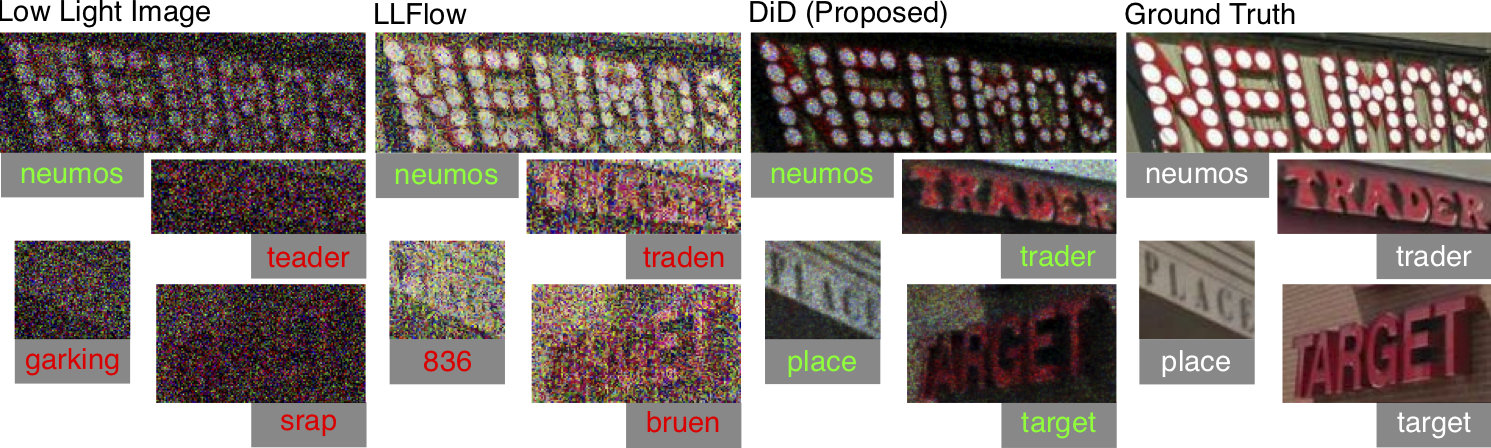 Low Light Image LLFlow DiD (Proposed) Ground Truth
NEUMOS NEUMOS NEUMOS NEUMOS
neumos neumos neumos neumos
TRADER TRADER
teader traden trader trader
PLACE PLACE
garking 836 place place
TARGET TARGET
srap bruen target target